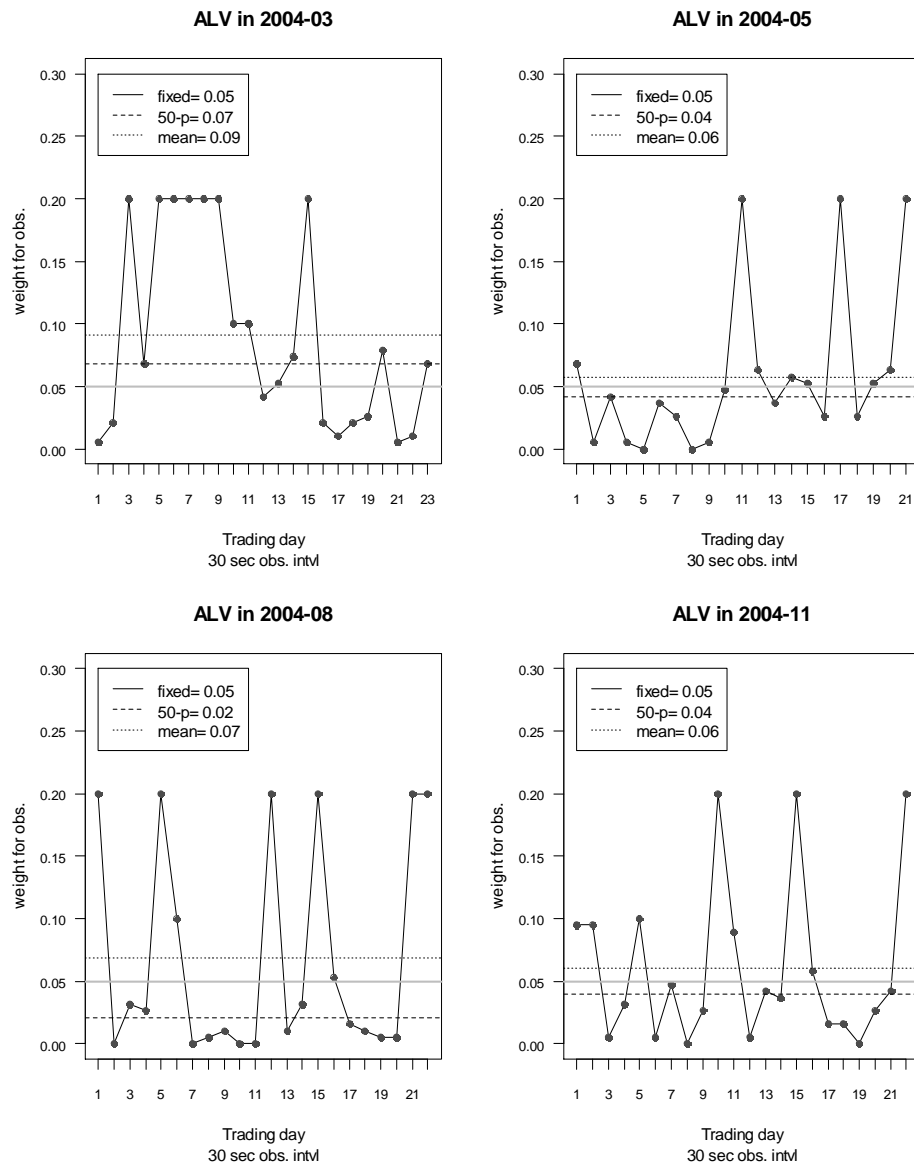 ALV in 2004-03
0.30
0.25
0.20
0.15
0.10
0.05
0.00
weight for obs.
fixed= 0.05
50-p= 0.07
mean= 0.09
1 3 5 7 9 11 13 15 17 19 21 23
Trading day
30 sec obs. intvl
ALV in 2004-05
0.30
0.25
0.20
0.15
0.10
0.05
0.00
weight for obs.
fixed= 0.05
50-p= 0.04
mean= 0.06
1 3 5 7 9 11 13 15 17 19 21
Trading day
30 sec obs. intvl
ALV in 2004-08
0.30
0.25
0.20
0.15
0.10
0.05
0.00
weight for obs.
fixed= 0.05
50-p= 0.02
mean= 0.07
1 3 5 7 9 11 13 15 17 19 21
Trading day
30 sec obs. intvl
ALV in 2004-11
0.30
0.25
0.20
0.15
0.10
0.05
0.00
weight for obs.
fixed= 0.05
50-p= 0.04
mean= 0.06
1 3 5 7 9 11 13 15 17 19 21
Trading day
30 sec obs. intvl